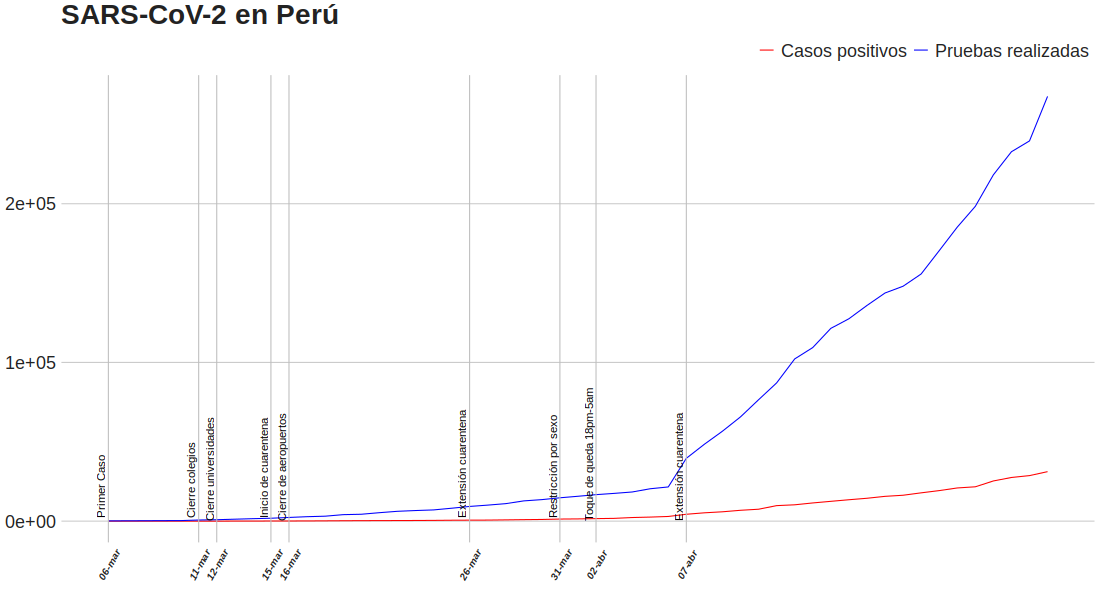 SARS-CoV-2 en Perú
Casos positivos
Pruebas realizadas
2e+05
1e+05
0e+00
Primer Caso
Cierre colegios
Cierre universidades
Inicio de cuarentena
Cierre de aeropuertos
Extensión cuarentena
Restricción por sexo
Toque de queda 18pm-5am
Extensión cuarentena
06-mar
11-mar
12-mar
15-mar
16-mar
26-mar
31-mar
02-abr
07-abr